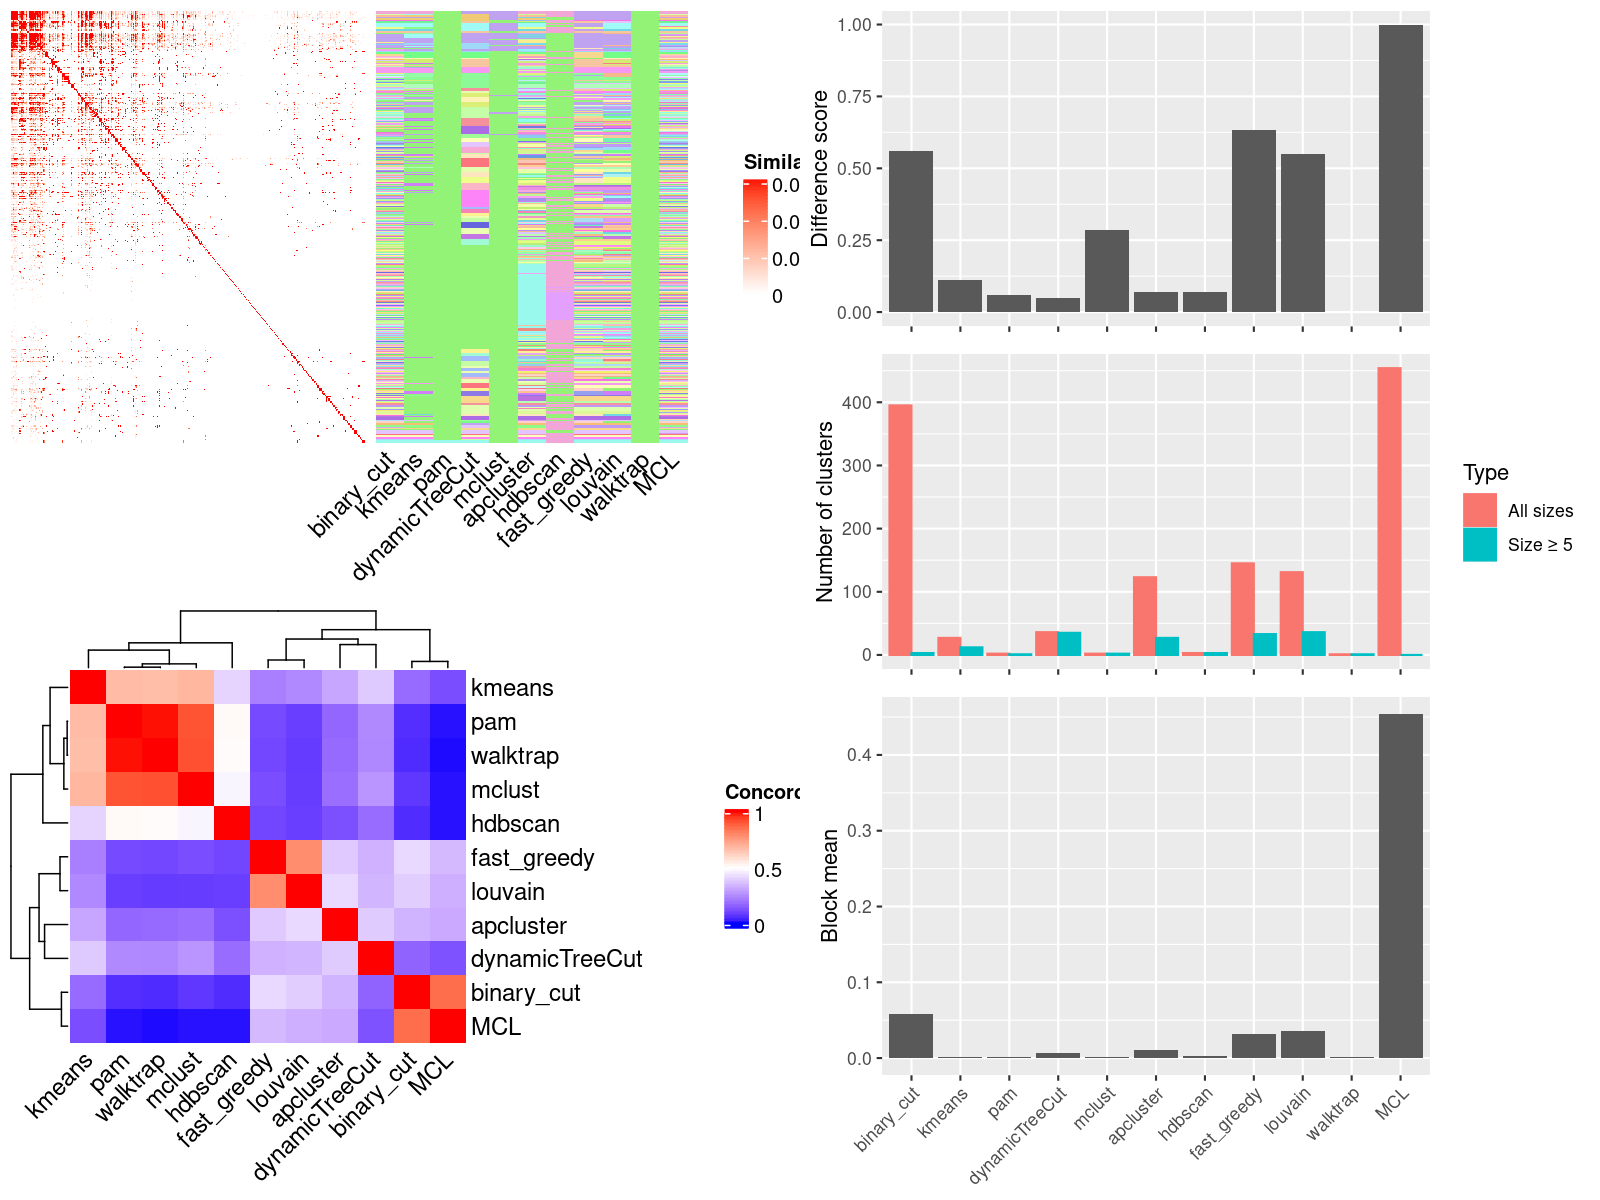 Simila
0.0
0.0
0.0
0
binary_cut
kmeans
pam
dynamicTreeCut
mclust
apcluster
hdbscan
fast_greedy
louvain
walktrap
MCL
kmeans
pam
walktrap
mclust
hdbscan
fast_greedy
louvain
apcluster
dynamicTreeCut
binary_cut
MCL
kmeans
pam
walktrap
mclust
hdbscan
fast_greedy
louvain
apcluster
dynamicTreeCut
binary_cut
MCL
Concord
1
0.5
0
Difference score
1.00
0.75
0.50
0.25
0.00
Number of clusters
400
300
200
100
0
Type
All sizes
Size ≥ 5
Block mean
0.4
0.3
0.2
0.1
0.0
binary_cut
kmeans
pam
dynamicTreeCut
mclust
apcluster
hdbscan
fast_greedy
louvain
walktrap
MCL